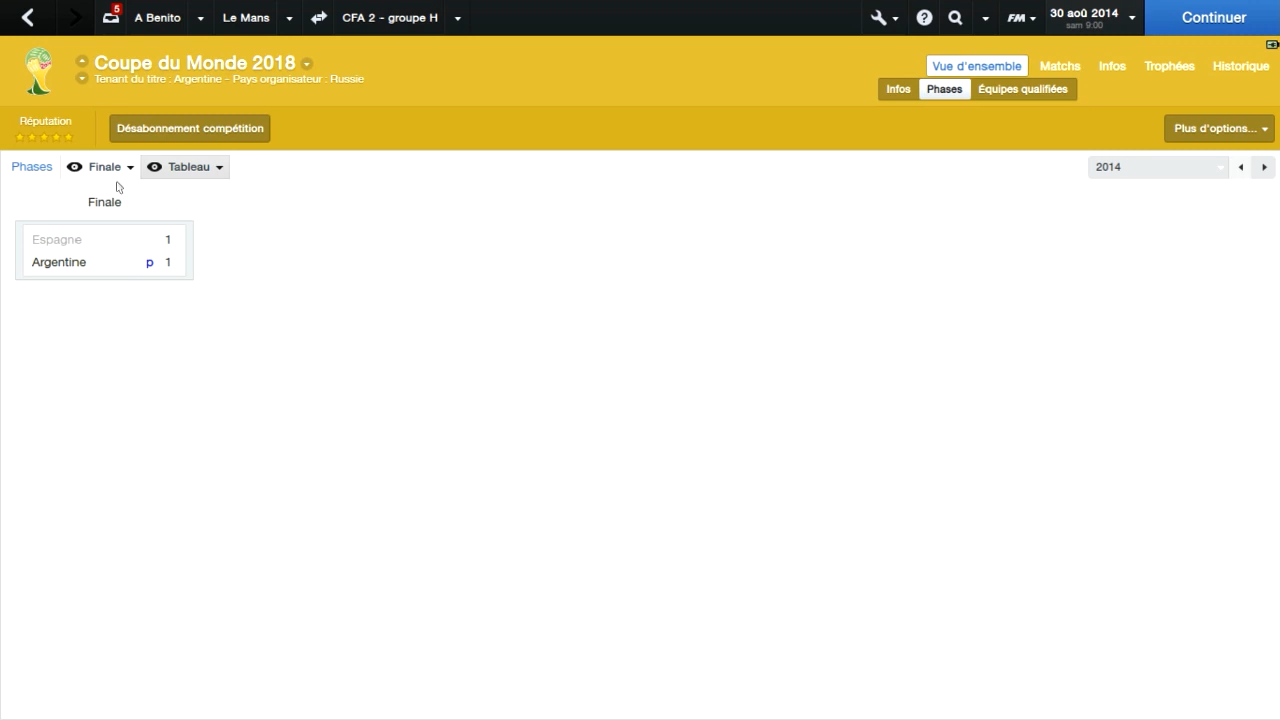 5
A Benito
Le Mans
CFA 2 - groupe H
FM
30 aoû 2014
sam 9:00
Continuer
Coupe du Monde 2018
Tenant du titre : Argentine - Pays organisateur : Russie
Vue d'ensemble
Matchs
Infos
Trophées
Historique
Infos
Phases
Équipes qualifiées
Réputation
Désabonnement compétition
Plus d'options...
Phases
Finale
Tableau
2014
Finale
Espagne 1
Argentine p 1